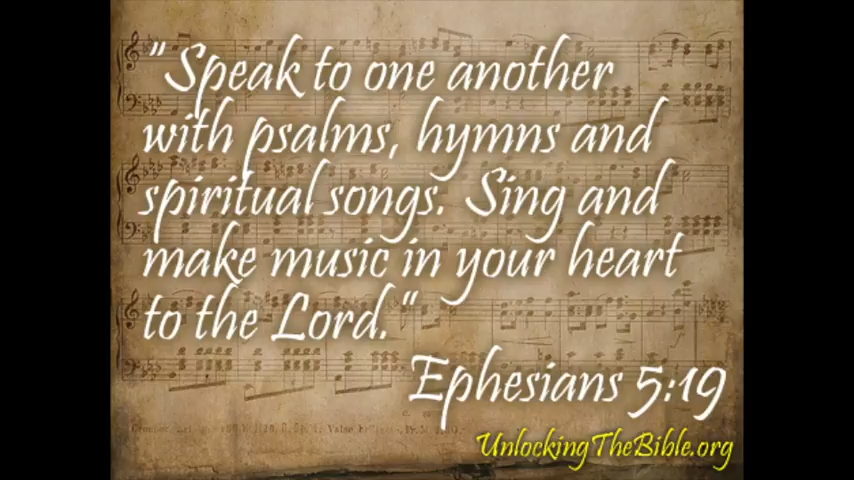 "Speak to one another
with psalms, hymns and
spiritual songs. Sing and
make music in your heart
to the Lord."
Ephesians 5:19
UnlockingTheBible.org